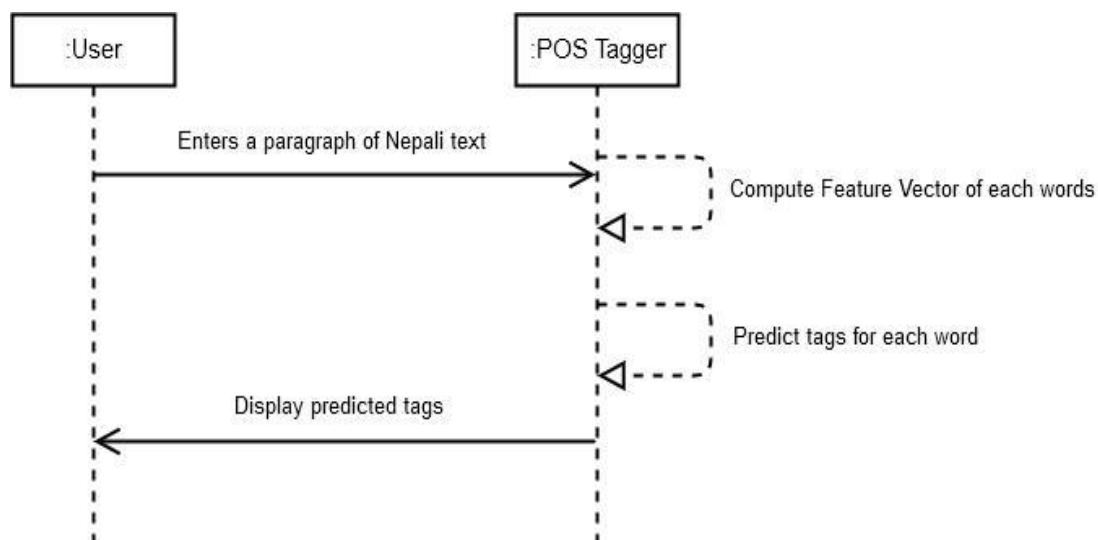 :User
:POS Tagger
Enters a paragraph of Nepali text
Compute Feature Vector of each words
Predict tags for each word
Display predicted tags